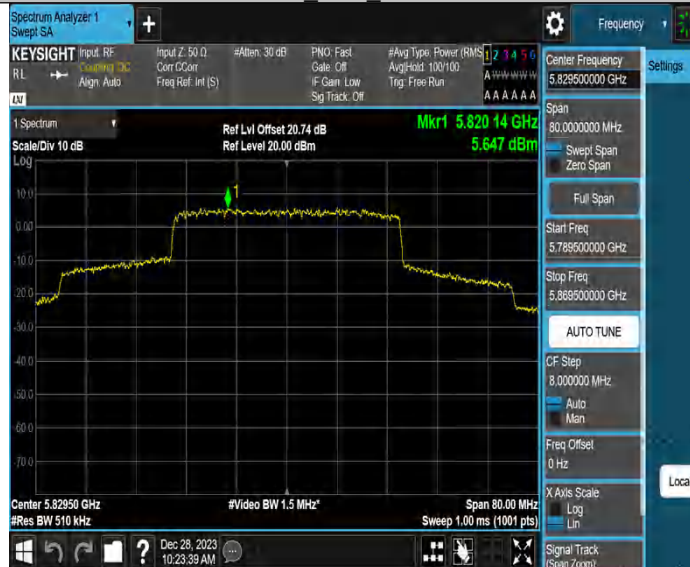 Spectrum Analyzer 1
Swept SA
+
Frequency
KEYSIGHT Input: RF
RL
Coupling: DC
Align: Auto
Input Z: 50 Ω
Corr CCorr
Freq Ref: Int (S)
#Atten: 30 dB
PNO: Fast
Gate: Off
IF Gain: Low
Sig Track: Off
#Avg Type: Power (RMS
Avg|Hold: 100/100
Trig: Free Run
1 2 3 4 5 6
A W W W W W
A A A A A A
LXI
1 Spectrum
Scale/Div 10 dB
Log
Ref Lvl Offset 20.74 dB
Ref Level 20.00 dBm
Mkr1 5.820 14 GHz
5.647 dBm
1
10.0
0.00
-10.0
-20.0
-30.0
-40.0
-50.0
-60.0
-70.0
Center 5.82950 GHz
#Res BW 510 kHz
#Video BW 1.5 MHz*
Span 80.00 MHz
Sweep 1.00 ms (1001 pts)
?
Dec 28, 2023
10:23:39 AM
Center Frequency
5.829500000 GHz
Settings
Span
80.0000000 MHz
Swept Span
Zero Span
Full Span
Start Freq
5.789500000 GHz
Stop Freq
5.869500000 GHz
AUTO TUNE
CF Step
8.000000 MHz
Auto
Man
Freq Offset
0 Hz
X Axis Scale
Log
Lin
Loca
Signal Track
(Span Zoom)